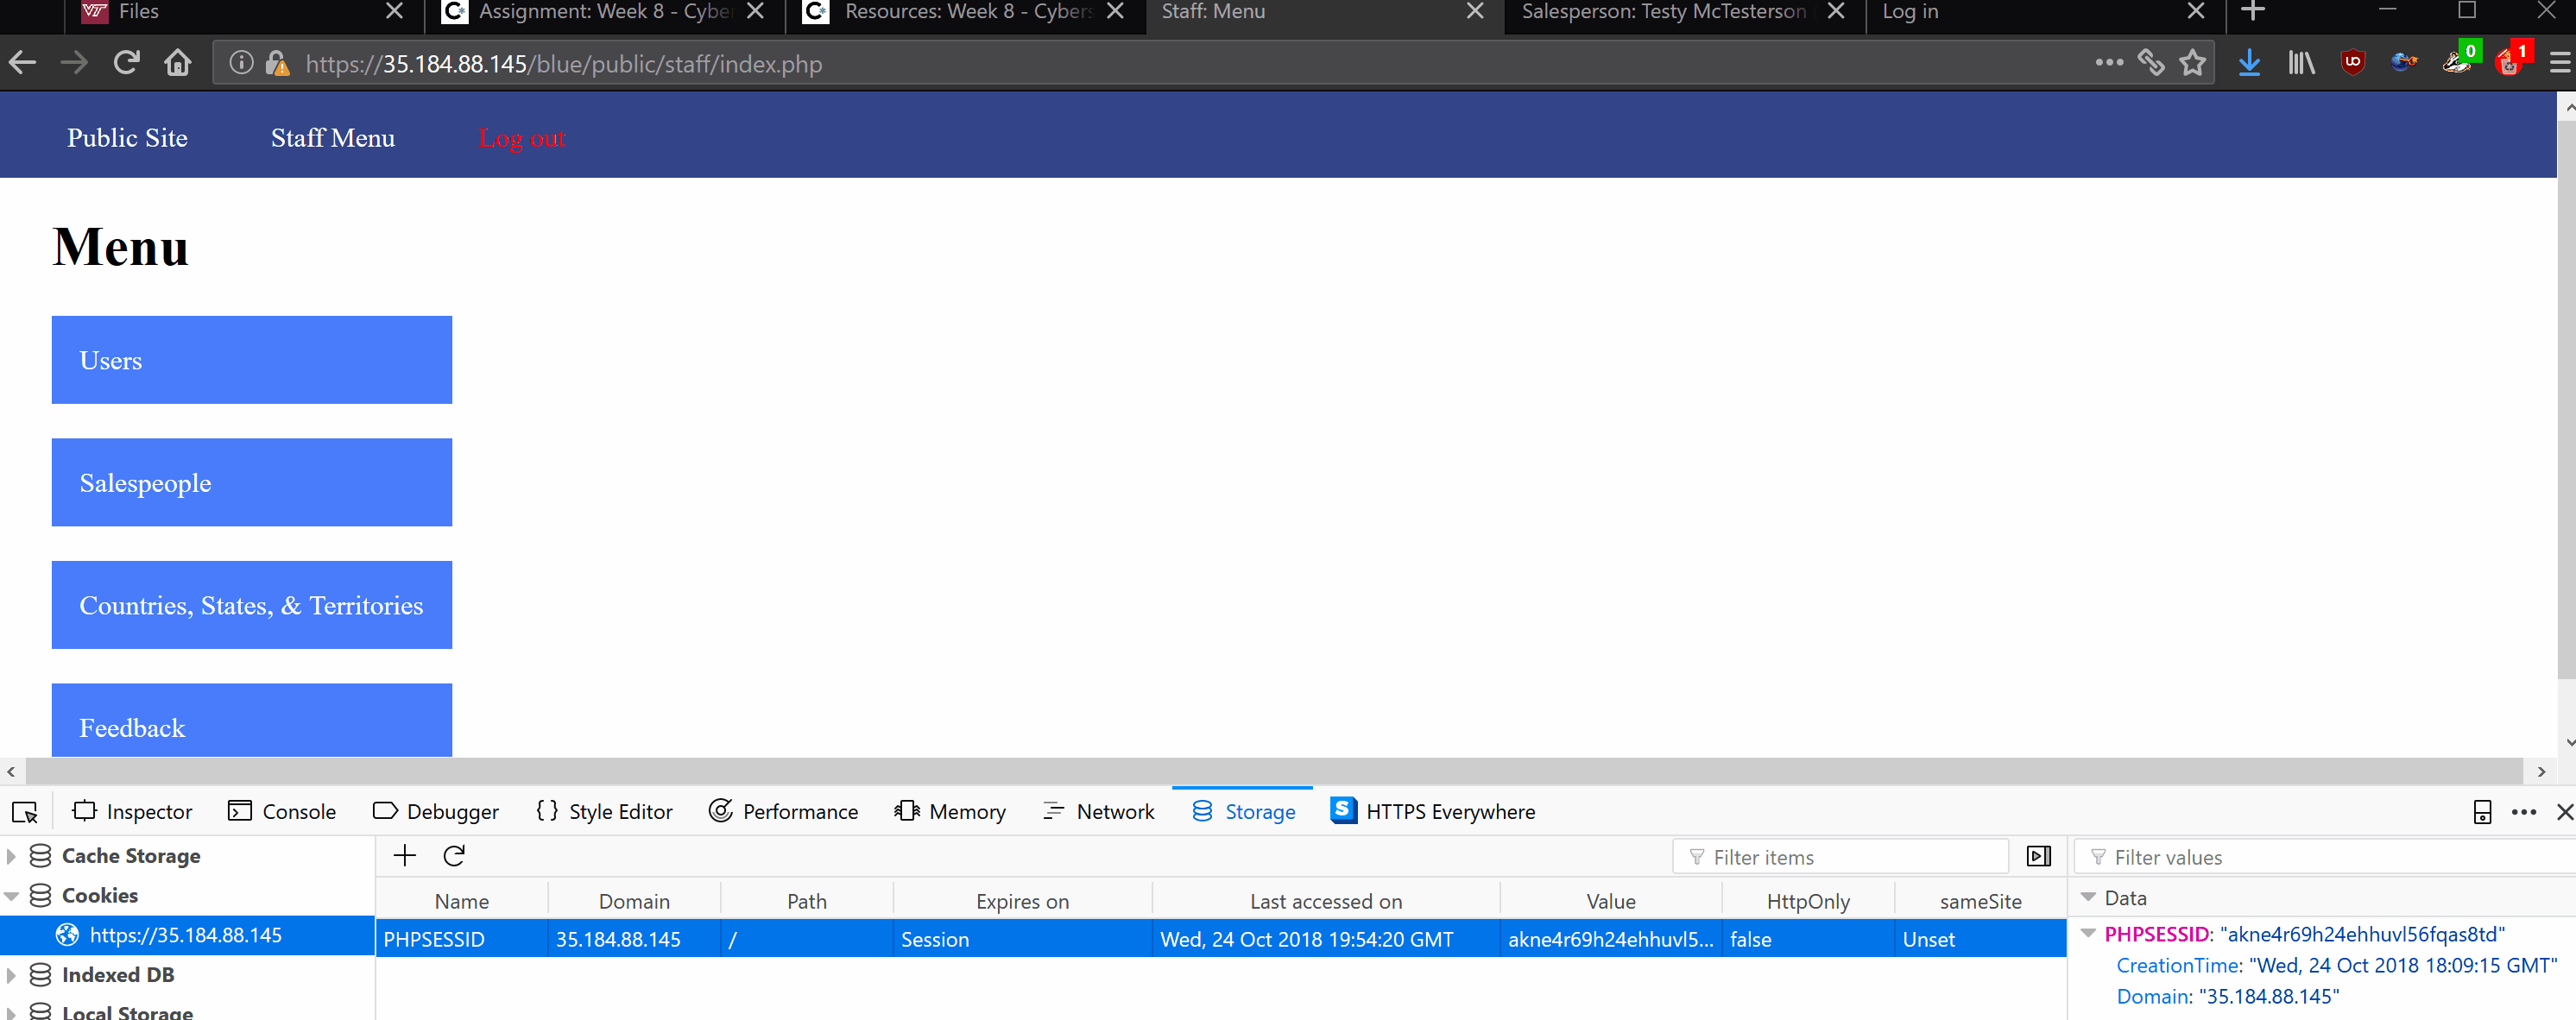 Files
Assignment: Week 8 - Cyber
Resources: Week 8 - Cybers
Staff: Menu
Salesperson: Testy McTesterson
Log in
https://35.184.88.145/blue/public/staff/index.php
0
1
Public Site
Staff Menu
Log out
Menu
Users
Salespeople
Countries, States, & Territories
Feedback
Inspector
Console
Debugger
{ } Style Editor
Performance
Memory
Network
Storage
S HTTPS Everywhere
Cache Storage
Cookies
https://35.184.88.145
Indexed DB
Local Storage
Filter items
Name Domain Path Expires on Last accessed on Value HttpOnly sameSite
PHPSESSID 35.184.88.145 / Session Wed, 24 Oct 2018 19:54:20 GMT akne4r69h24ehhuvl5... false Unset
Filter values
Data
PHPSESSID: "akne4r69h24ehhuvl56fqas8td"
CreationTime: "Wed, 24 Oct 2018 18:09:15 GMT"
Domain: "35.184.88.145"